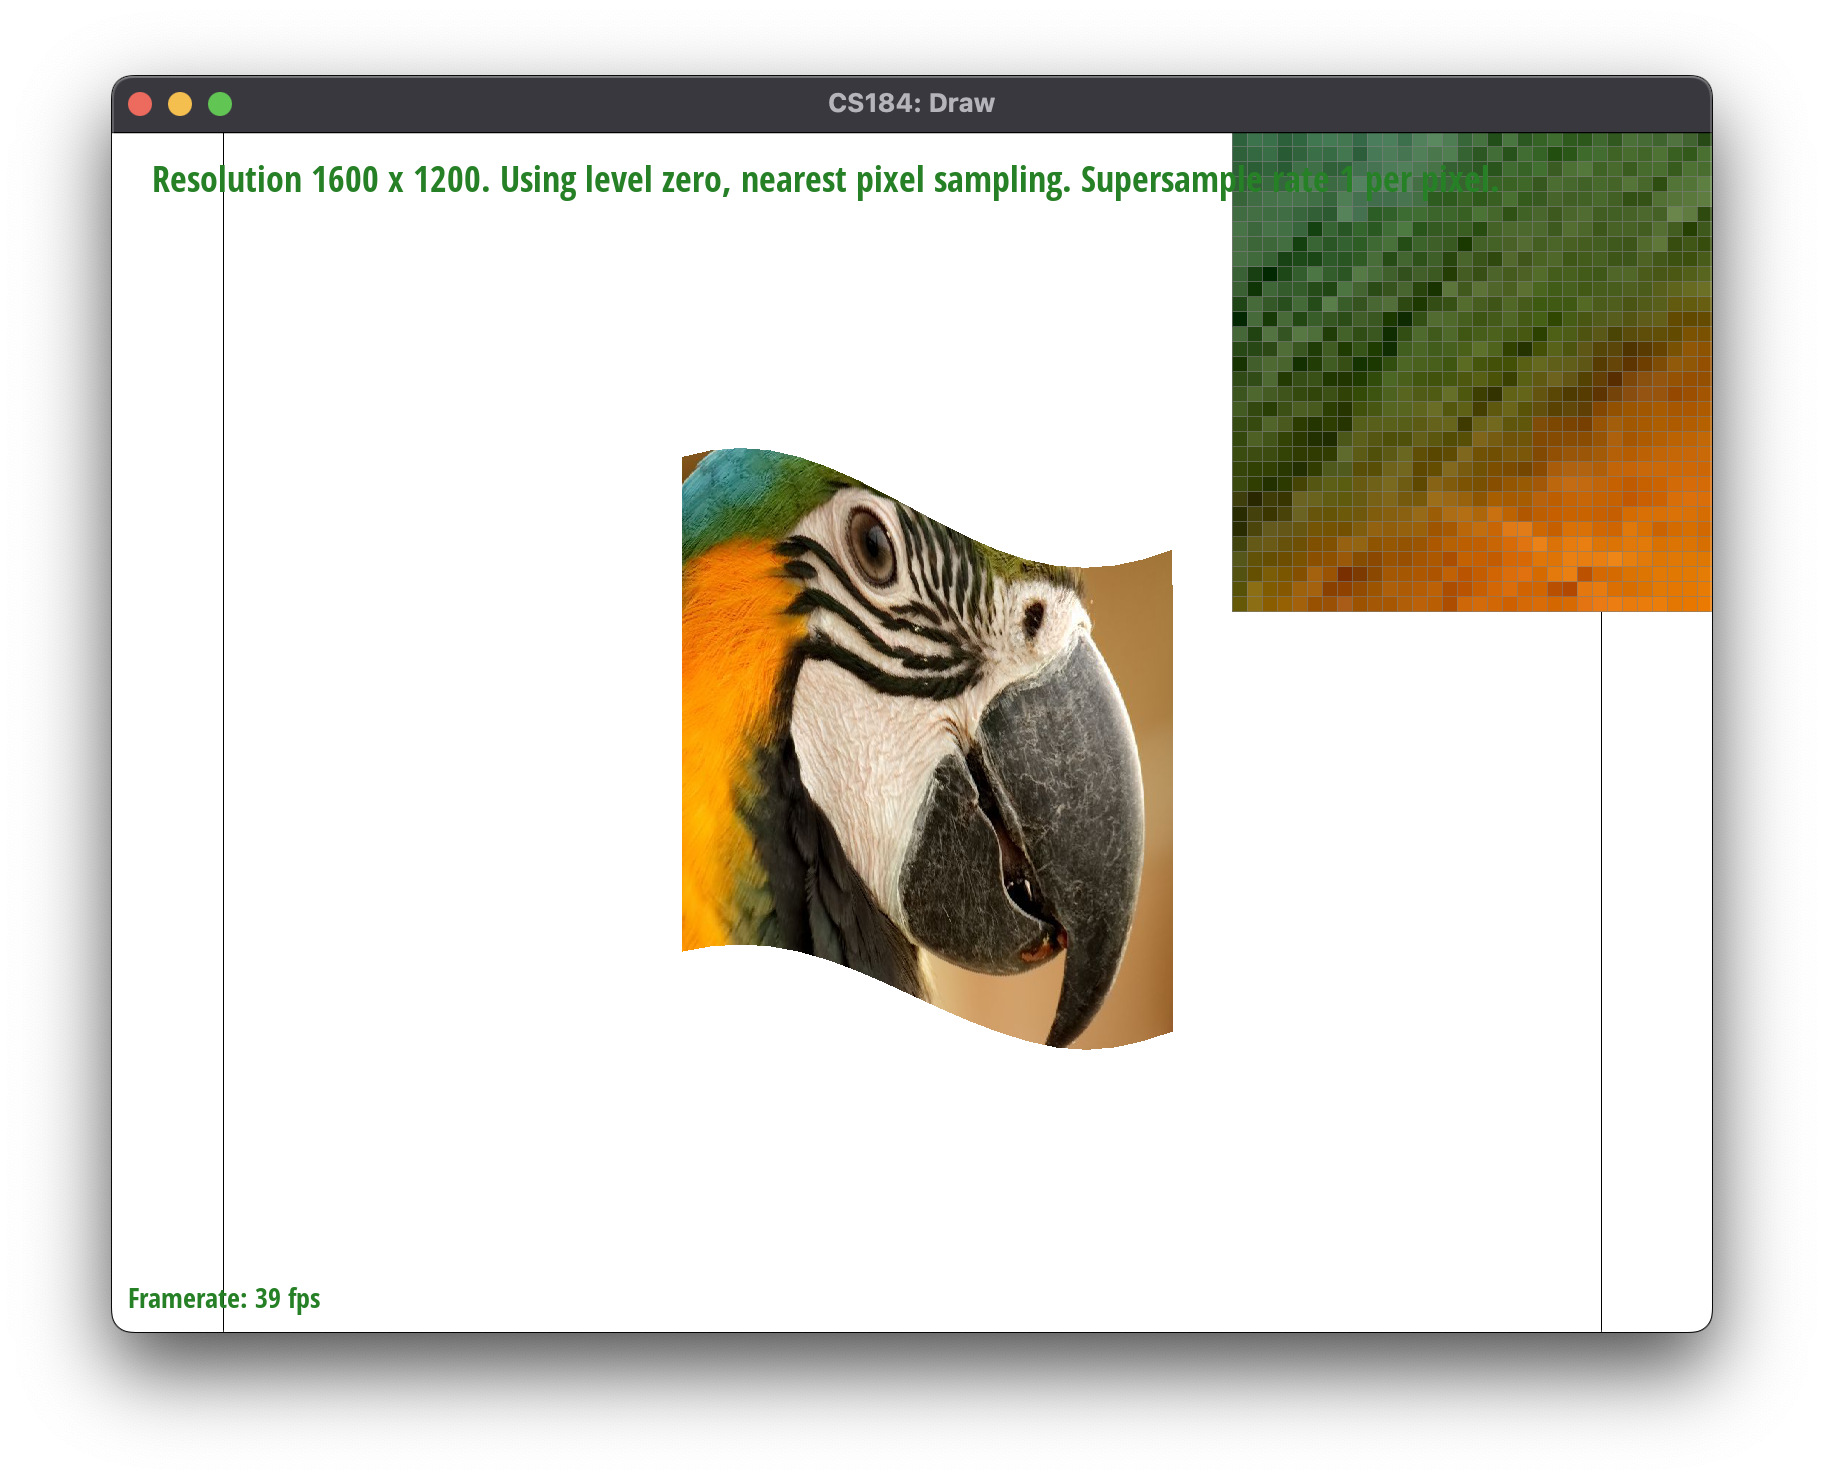 CS184: Draw
Resolution 1600 x 1200. Using level zero, nearest pixel sampling. Supersample rate 1 per pixel.
Framerate: 39 fps